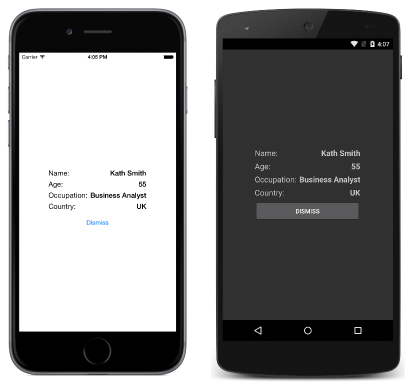 Carrier 4:05 PM
Name: Kath Smith
Age: 55
Occupation: Business Analyst
Country: UK
Dismiss
4:07
Name: Kath Smith
Age: 55
Occupation: Business Analyst
Country: UK
DISMISS